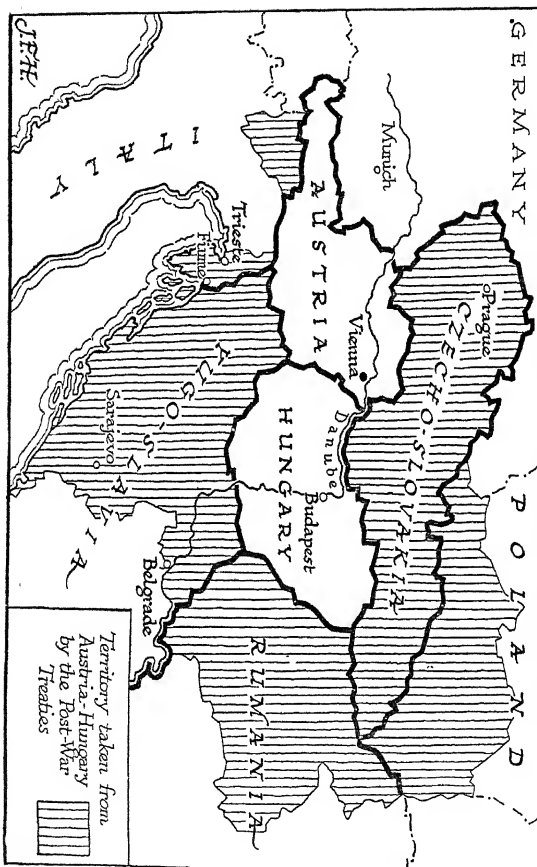 GERMANY
POLAND
Munich
Prague
CZECHO-SLOVAKIA
AUSTRIA
Vienna
Danube
Budapest
HUNGARY
ITALY
Trieste
Fiume
JUGO-SLAVIA
Sarajevo
Belgrade
RUMANIA
J.F.H.
Territory taken from
Austria-Hungary
by the Post-War
Treaties